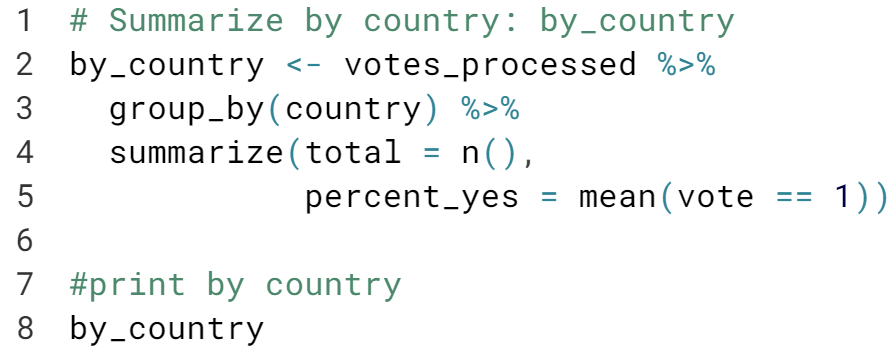 1 # Summarize by country: by_country
2 by_country <- votes_processed %>%
3   group_by(country) %>%
4   summarize(total = n(),
5             percent_yes = mean(vote == 1))
6
7 #print by country
8 by_country